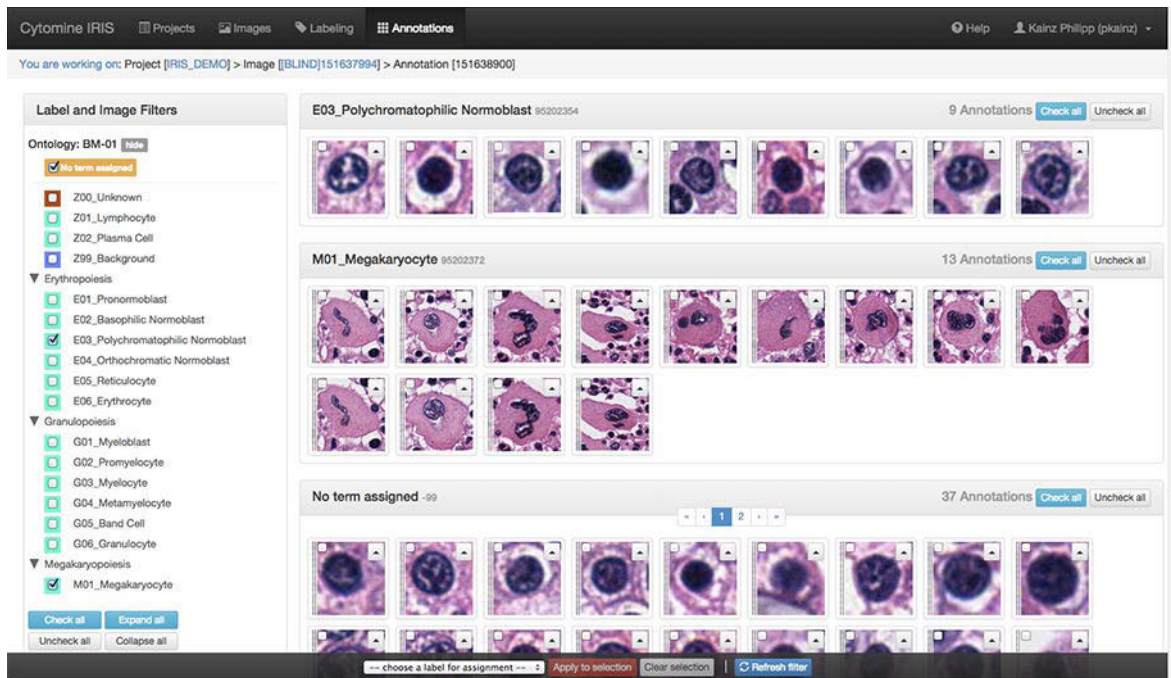 Cytomine IRIS Projects Images Labeling Annotations Help Kainz Philipp (pkainz)
You are working on: Project [IRIS_DEMO] > Image [[BLIND]151637994] > Annotation [151638900]
Label and Image Filters
Ontology: BM-01 hide
No term assigned
Z00_Unknown
Z01_Lymphocyte
Z02_Plasma Cell
Z99_Background
Erythropoiesis
E01_Pronormoblast
E02_Basophilic Normoblast
E03_Polychromatophilic Normoblast
E04_Orthochromatic Normoblast
E05_Reticulocyte
E06_Erythrocyte
Granulopoiesis
G01_Myeloblast
G02_Promyelocyte
G03_Myelocyte
G04_Metamyelocyte
G05_Band Cell
G06_Granulocyte
Megakaryopoiesis
M01_Megakaryocyte
Check all Expand all
Uncheck all Collapse all
E03_Polychromatophilic Normoblast 95202354 9 Annotations Check all Uncheck all
M01_Megakaryocyte 95202372 13 Annotations Check all Uncheck all
No term assigned -99 37 Annotations Check all Uncheck all
« ‹ 1 2 › »
-- choose a label for assignment -- Apply to selection Clear selection | Refresh filter